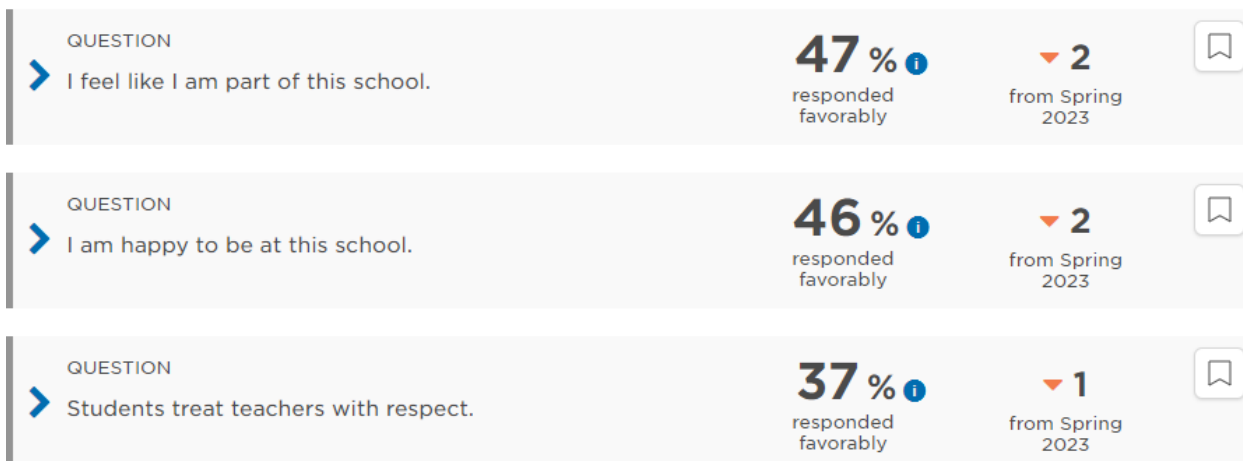 QUESTION
I feel like I am part of this school.
47 %
responded
favorably
2
from Spring
2023
QUESTION
I am happy to be at this school.
46 %
responded
favorably
2
from Spring
2023
QUESTION
Students treat teachers with respect.
37 %
responded
favorably
1
from Spring
2023